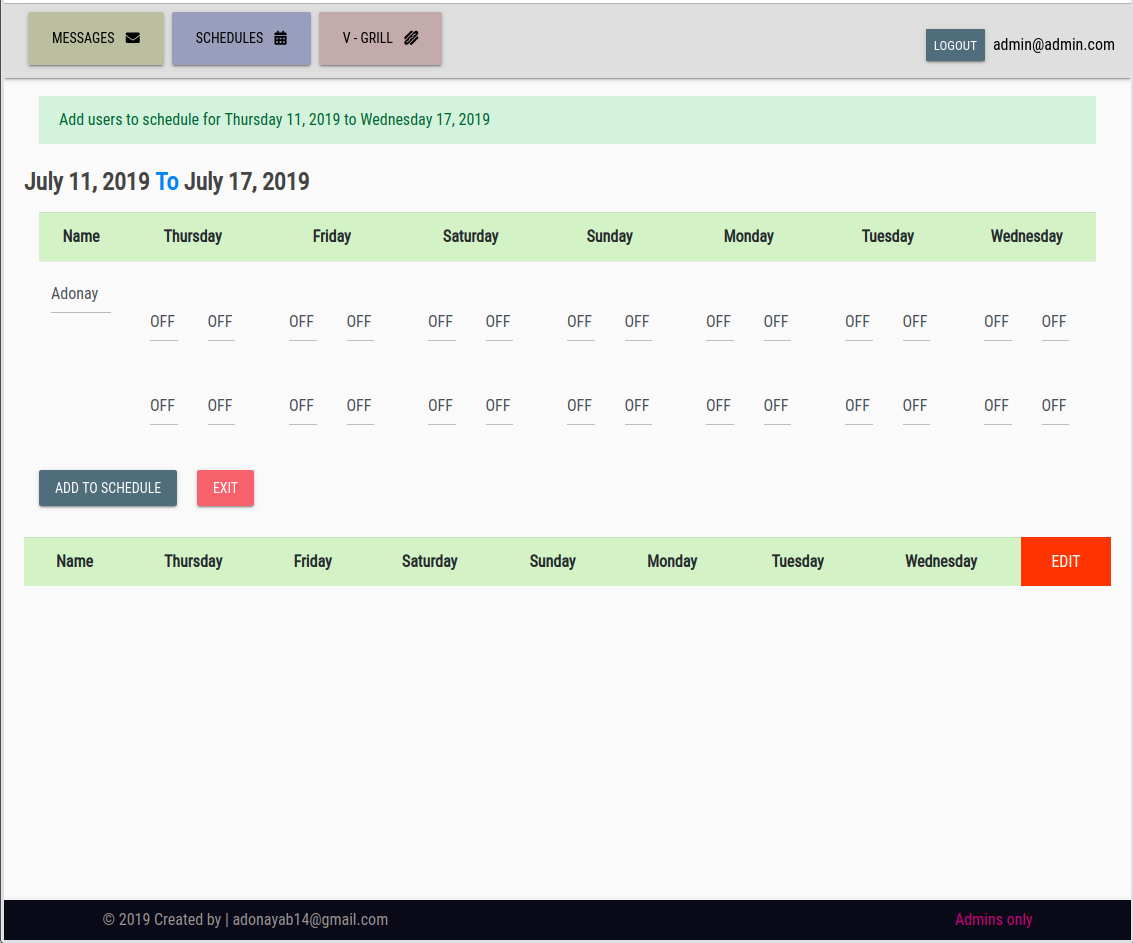 MESSAGES SCHEDULES V - GRILL LOGOUT admin@admin.com
Add users to schedule for Thursday 11, 2019 to Wednesday 17, 2019
July 11, 2019 To July 17, 2019
Name Thursday Friday Saturday Sunday Monday Tuesday Wednesday
Adonay
OFF OFF OFF OFF OFF OFF OFF OFF OFF OFF OFF OFF OFF OFF
OFF OFF OFF OFF OFF OFF OFF OFF OFF OFF OFF OFF OFF OFF
ADD TO SCHEDULE EXIT
Name Thursday Friday Saturday Sunday Monday Tuesday Wednesday EDIT
© 2019 Created by | adonayab14@gmail.com Admins only